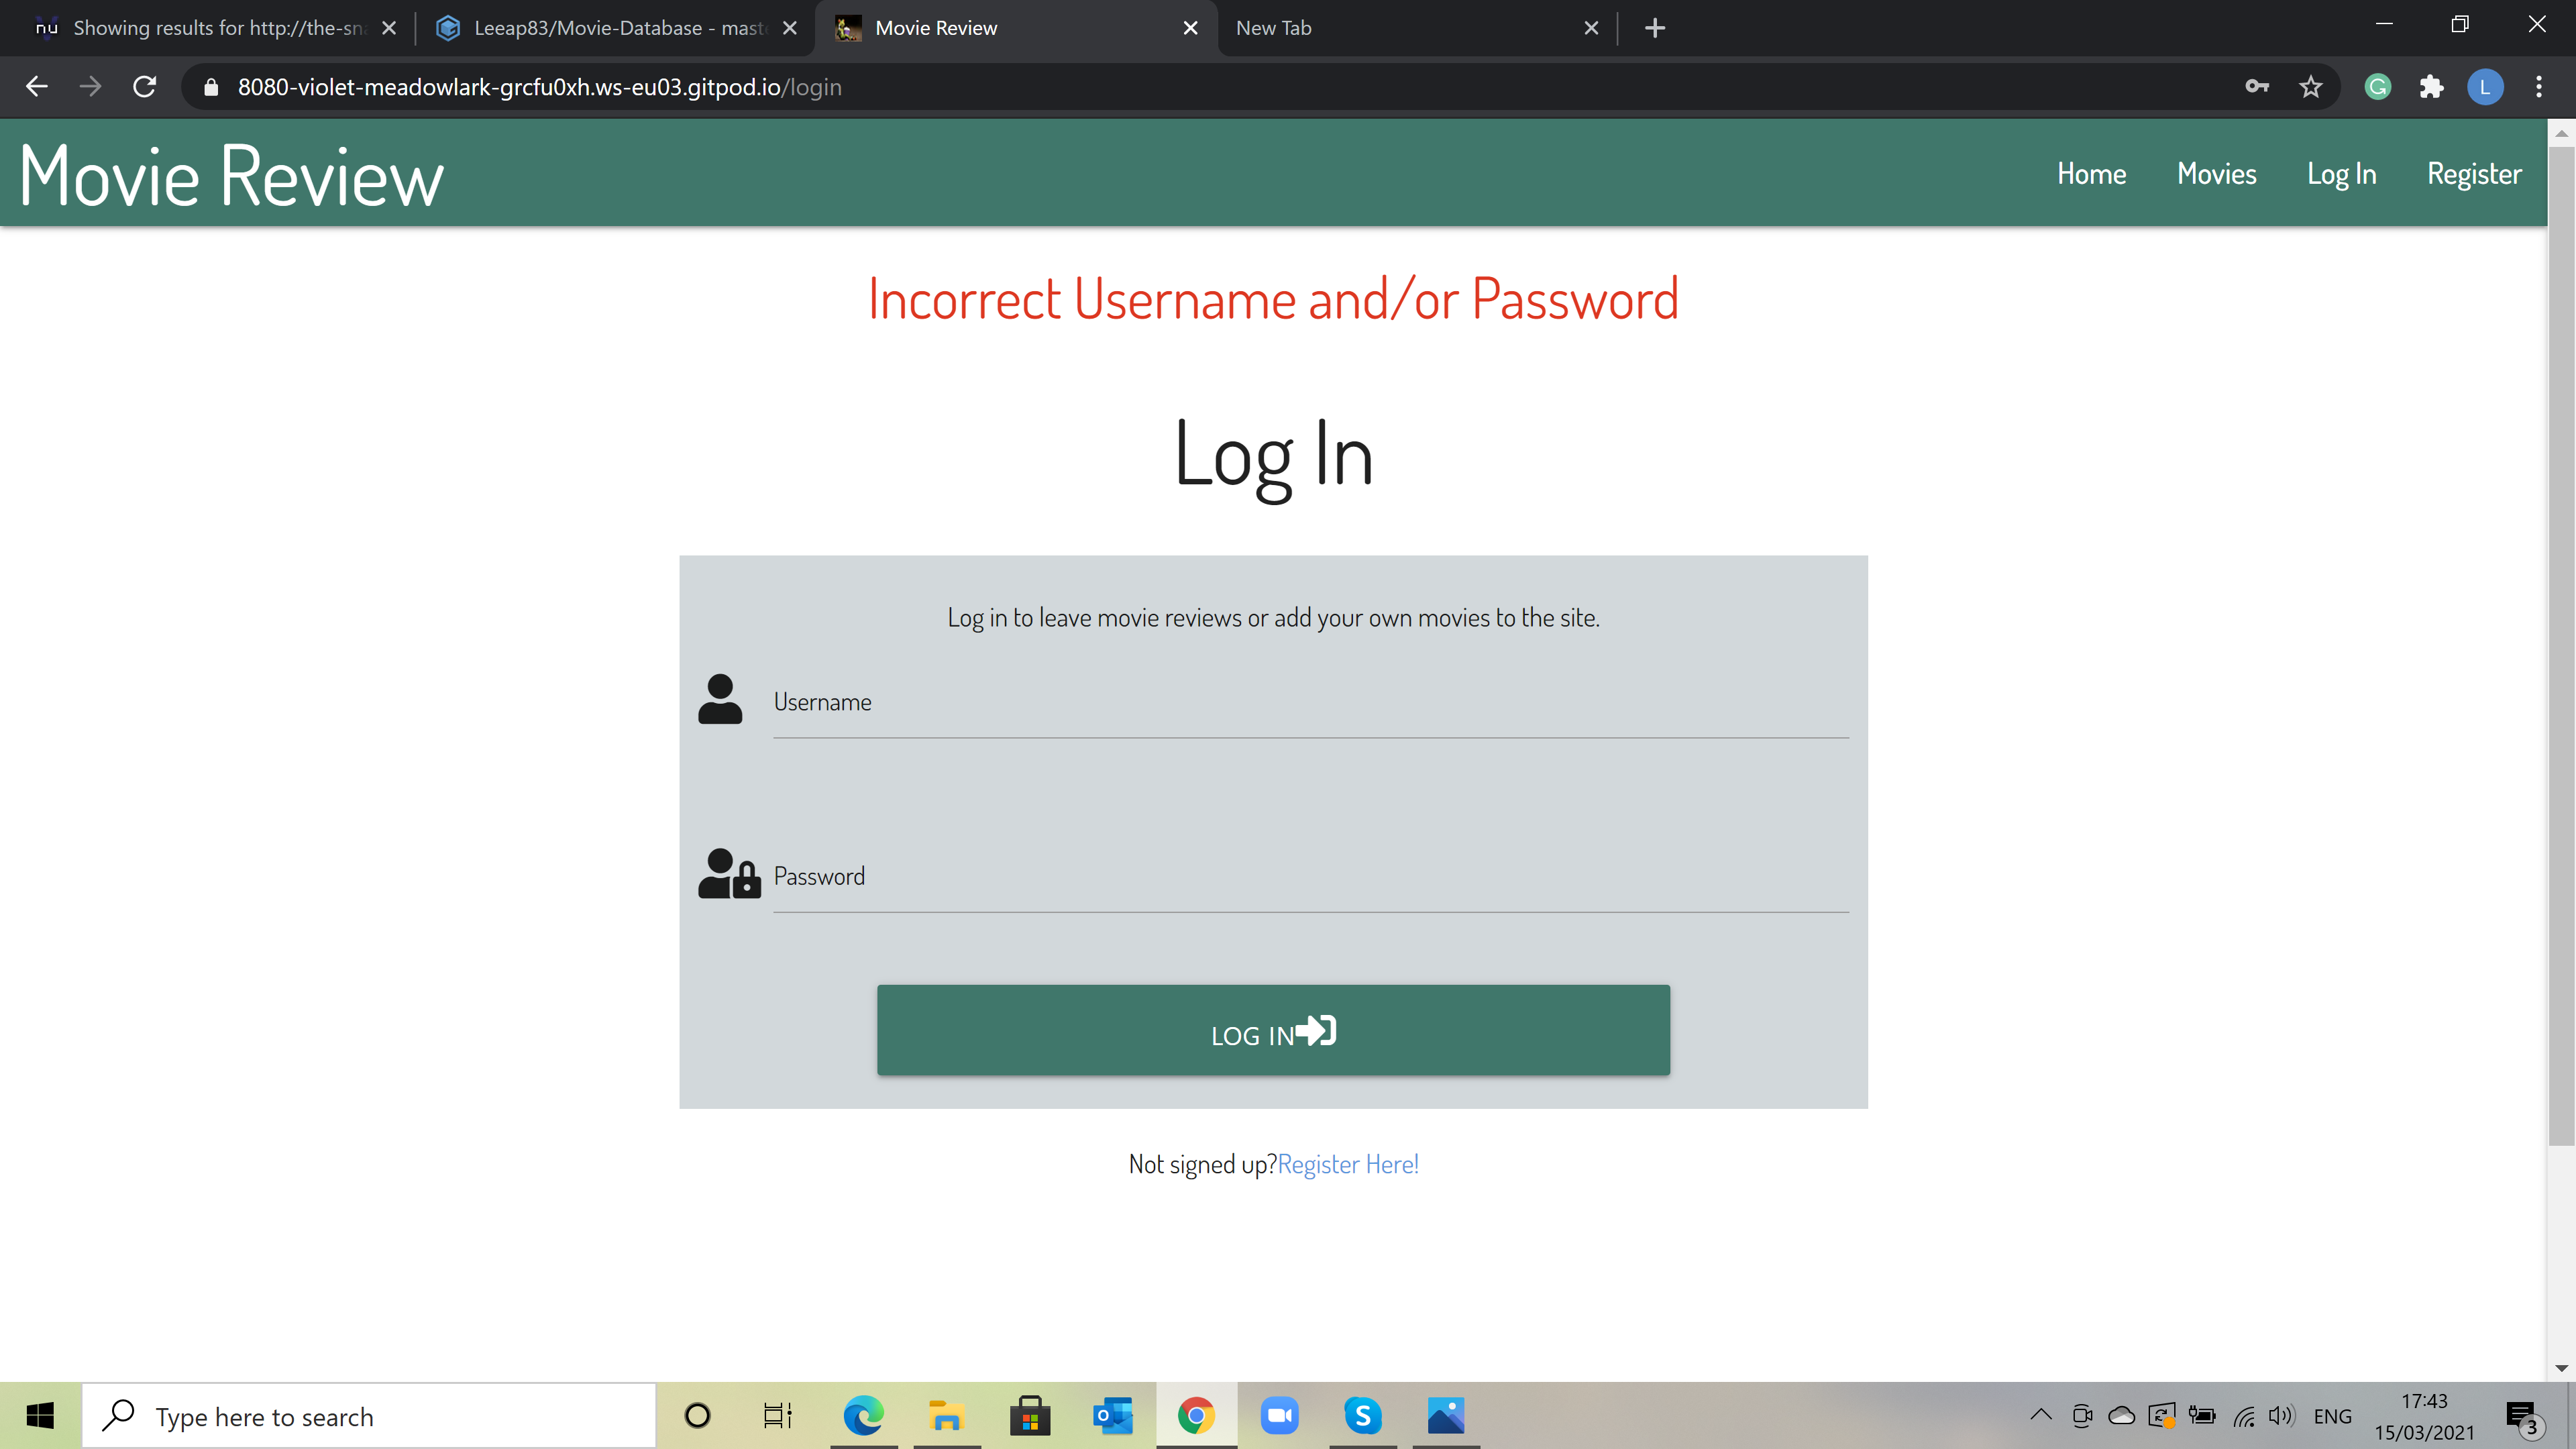 nu Showing results for http://the-sna
Leeap83/Movie-Database - maste
Movie Review
New Tab
8080-violet-meadowlark-grcfu0xh.ws-eu03.gitpod.io/login
L
Movie Review
Home Movies Log In Register
Incorrect Username and/or Password
Log In
Log in to leave movie reviews or add your own movies to the site.
Username
Password
LOG IN
Not signed up?Register Here!
Type here to search
ENG
17:43
15/03/2021
3